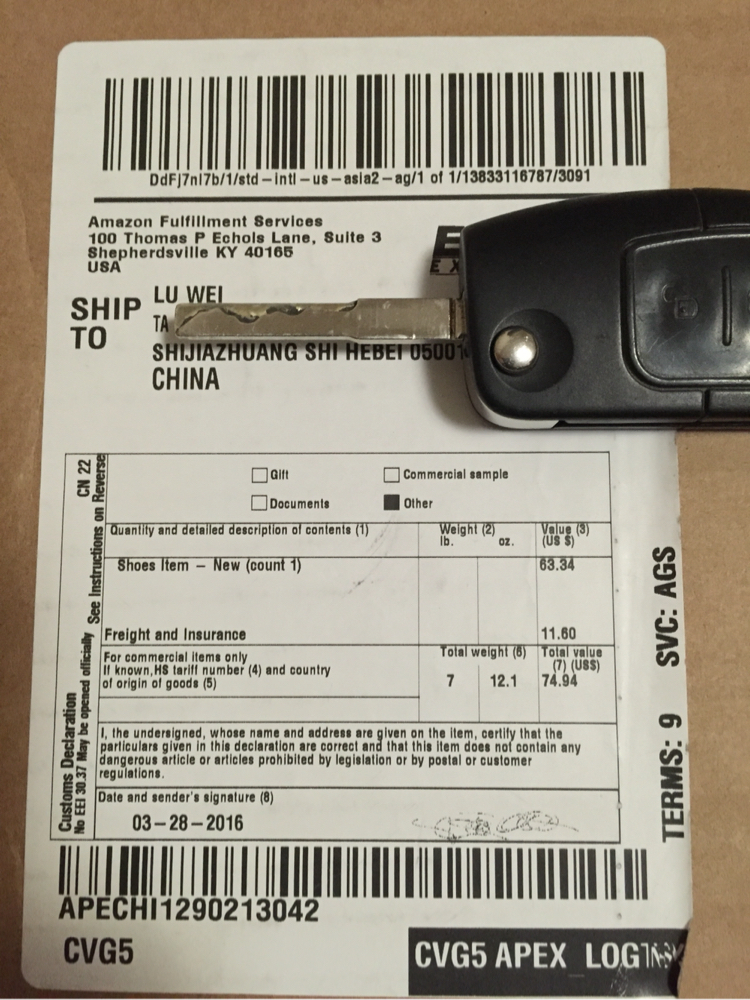 DdFj7nl7b/1/std-intl-us-asia2-ag/1 of 1/13833116787/3091
Amazon Fulfillment Services
100 Thomas P Echols Lane, Suite 3
Shepherdsville KY 40165
USA
SHIP TO
LU WEI
TA
SHIJIAZHUANG SHI HEBEI 0500
CHINA
CN 22
See Instructions on Reverse
Customs Declaration
May be opened officially
No EEI 30.37
Gift
Commercial sample
Documents
Other
Quantity and detailed description of contents (1)
Weight (2)
lb. oz.
Value (3)
(US $)
Shoes Item - New (count 1) 63.34
Freight and Insurance 11.60
For commercial items only
If known, HS tariff number (4) and country
of origin of goods (5)
Total weight (6)
7 12.1
Total value
(7) (US$)
74.94
I, the undersigned, whose name and address are given on the item, certify that the
particulars given in this declaration are correct and that this item does not contain any
dangerous article or articles prohibited by legislation or by postal or customer
regulations.
Date and sender's signature (8)
03-28-2016
TERMS: 9 SVC: AGS
APECHI1290213042
CVG5
CVG5 APEX_LOG